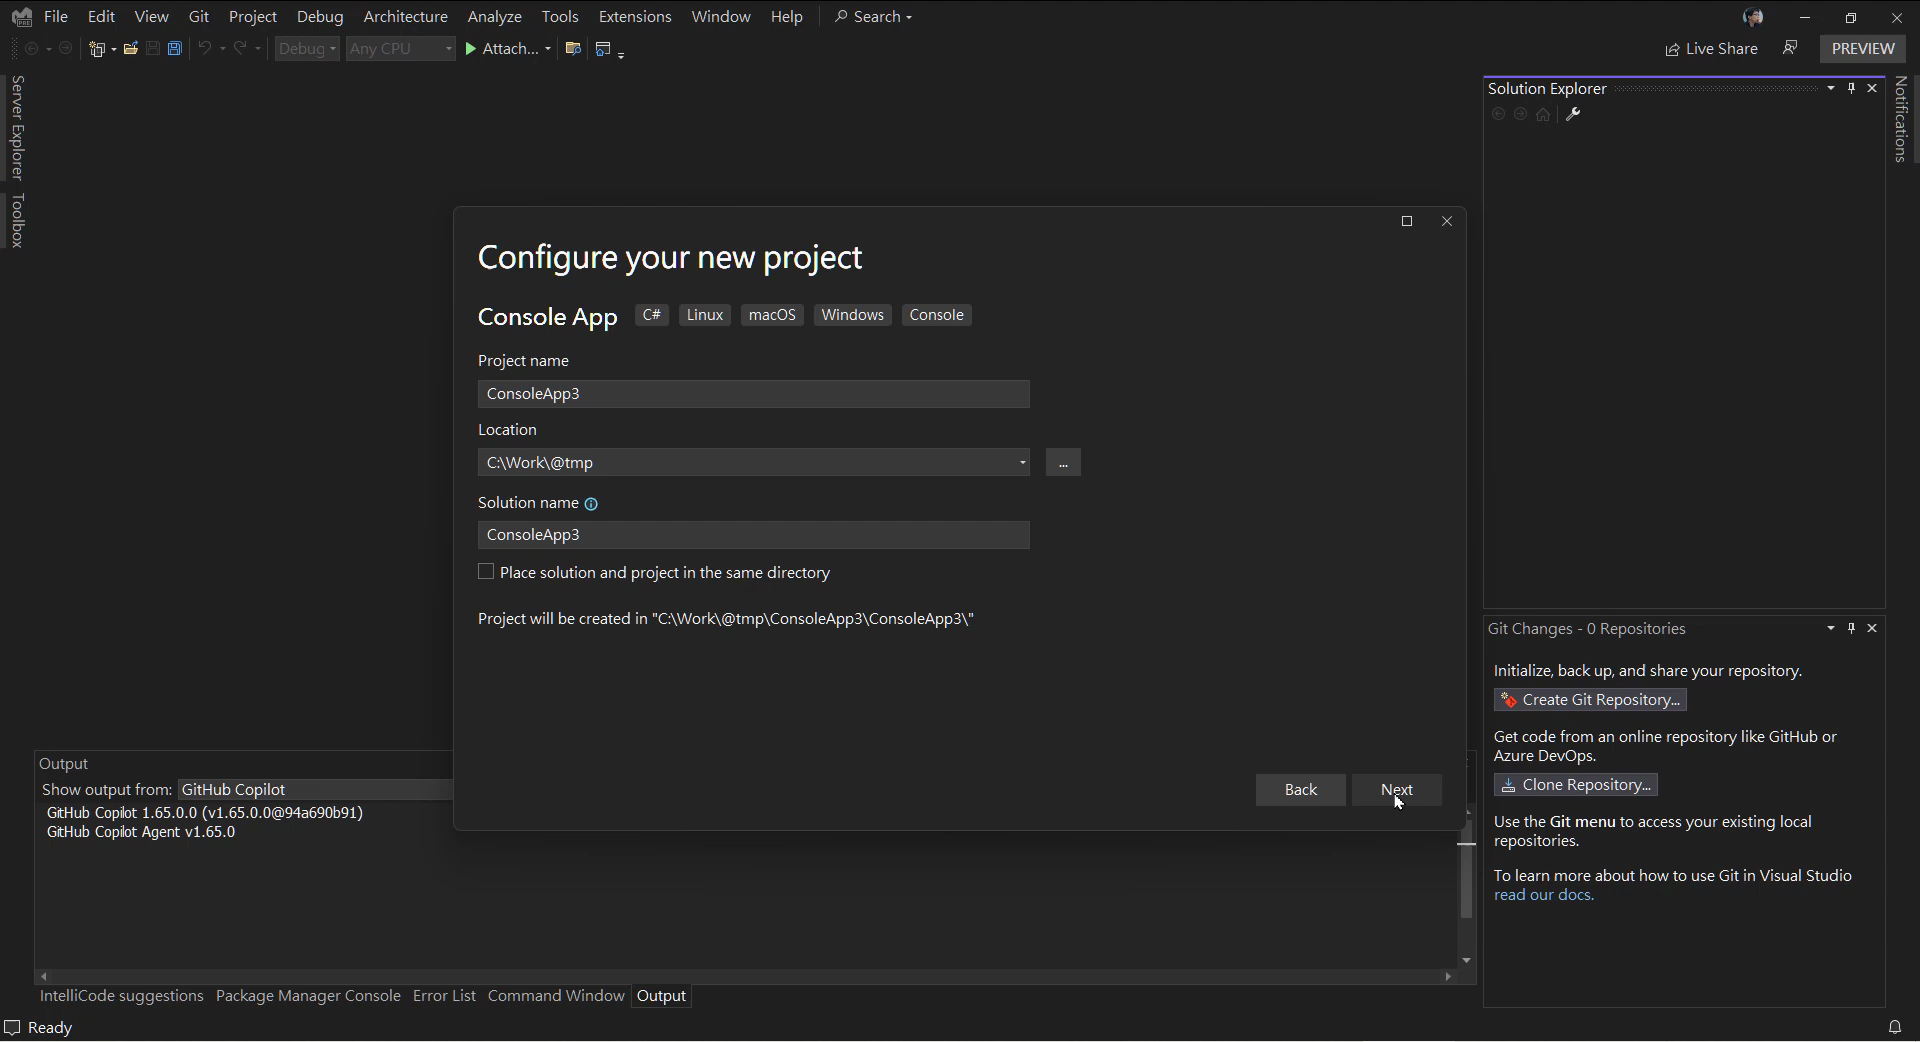 File Edit View Git Project Debug Architecture Analyze Tools Extensions Window Help Search
Debug Any CPU Attach... Live Share PREVIEW
Server Explorer
Toolbox
Configure your new project
Console App C# Linux macOS Windows Console
Project name
ConsoleApp3
Location
C:\Work\@tmp ...
Solution name
ConsoleApp3
Place solution and project in the same directory
Project will be created in "C:\Work\@tmp\ConsoleApp3\ConsoleApp3\"
Back Next
Output
Show output from: GitHub Copilot
GitHub Copilot 1.65.0.0 (v1.65.0.0@94a690b91)
GitHub Copilot Agent v1.65.0
IntelliCode suggestions Package Manager Console Error List Command Window Output
Ready
Solution Explorer
Notifications
Git Changes - 0 Repositories
Initialize, back up, and share your repository.
Create Git Repository...
Get code from an online repository like GitHub or
Azure DevOps.
Clone Repository...
Use the Git menu to access your existing local
repositories.
To learn more about how to use Git in Visual Studio
read our docs.